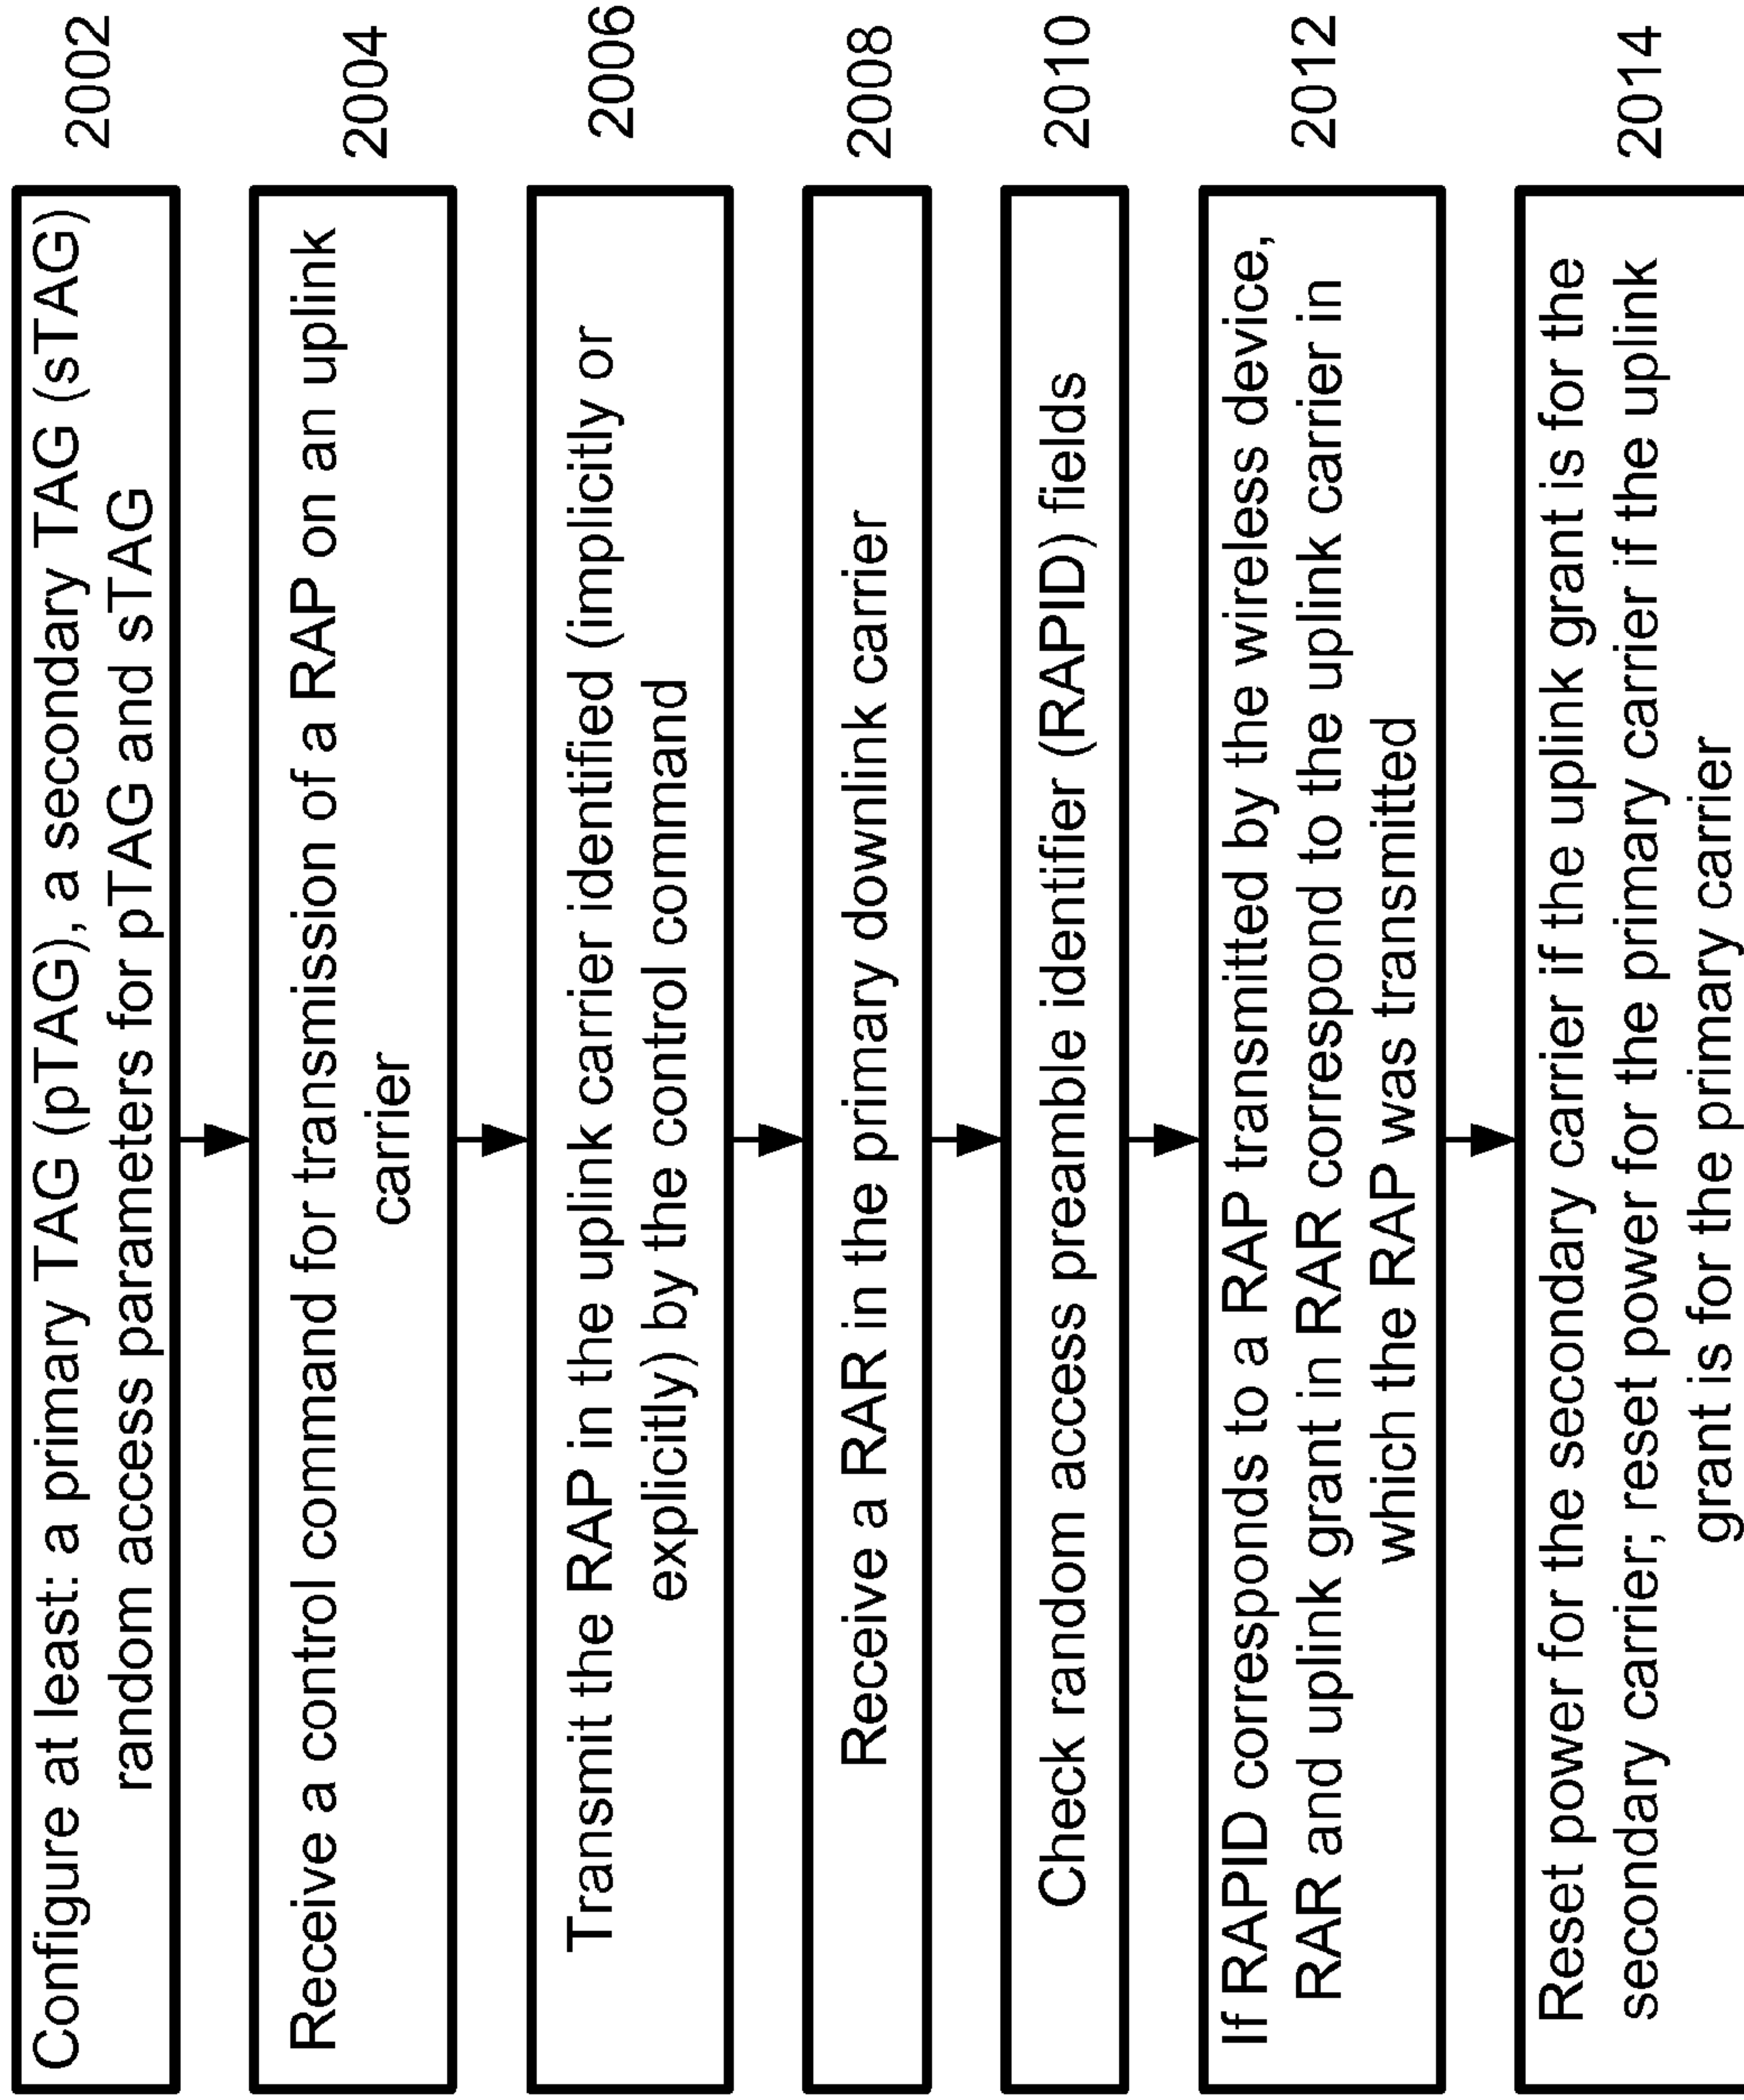 Configure at least: a primary TAG (pTAG), a secondary TAG (sTAG)
random access parameters for pTAG and sTAG
2002
Receive a control command for transmission of a RAP on an uplink
carrier
2004
Transmit the RAP in the uplink carrier identified (implicitly or
explicitly) by the control command
2006
Receive a RAR in the primary downlink carrier
2008
Check random access preamble identifier (RAPID) fields
2010
If RAPID corresponds to a RAP transmitted by the wireless device,
RAR and uplink grant in RAR correspond to the uplink carrier in
which the RAP was transmitted
2012
Reset power for the secondary carrier if the uplink grant is for the
secondary carrier; reset power for the primary carrier if the uplink
grant is for the primary carrier
2014